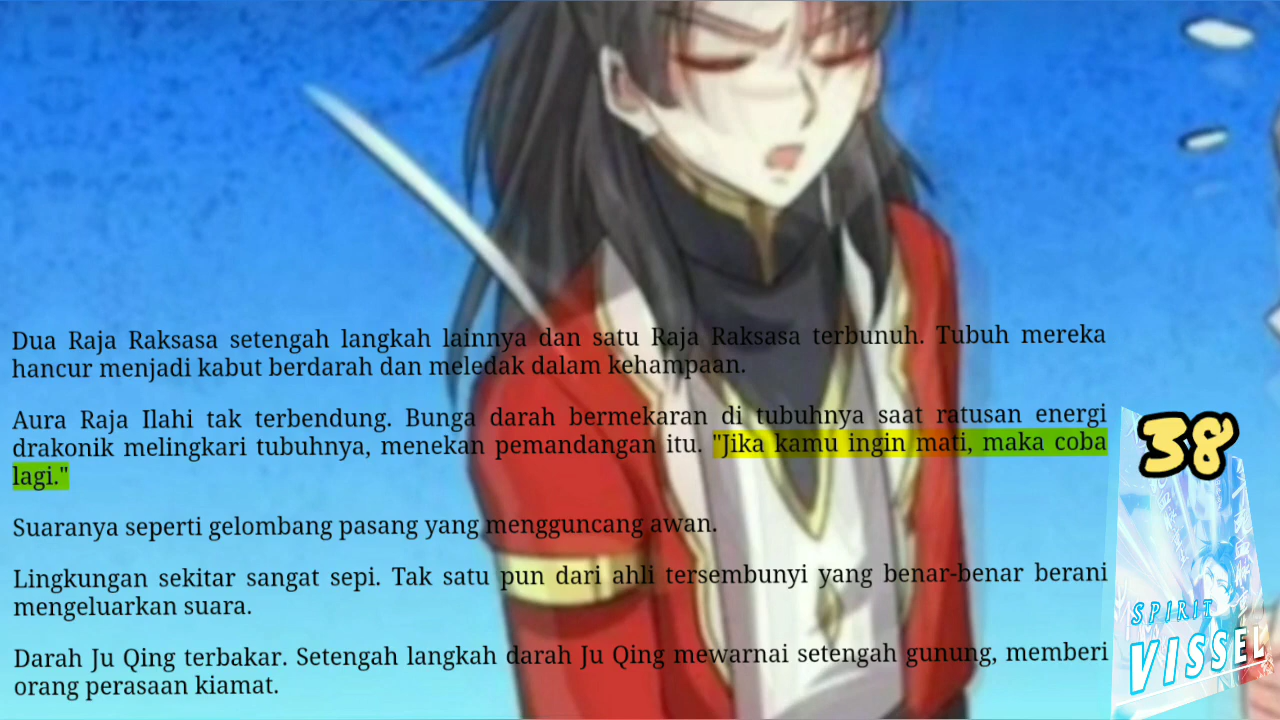 Dua Raja Raksasa setengah langkah lainnya dan satu Raja Raksasa terbunuh. Tubuh mereka
hancur menjadi kabut berdarah dan meledak dalam kehampaan.
Aura Raja Ilahi tak terbendung. Bunga darah bermekaran di tubuhnya saat ratusan energi
drakonik melingkari tubuhnya, menekan pemandangan itu. "Jika kamu ingin mati, maka coba
lagi."
Suaranya seperti gelombang pasang yang mengguncang awan.
Lingkungan sekitar sangat sepi. Tak satu pun dari ahli tersembunyi yang benar-benar berani
mengeluarkan suara.
Darah Ju Qing terbakar. Setengah langkah darah Ju Qing mewarnai setengah gunung, memberi
orang perasaan kiamat.
38
SPIRIT
VISSEL